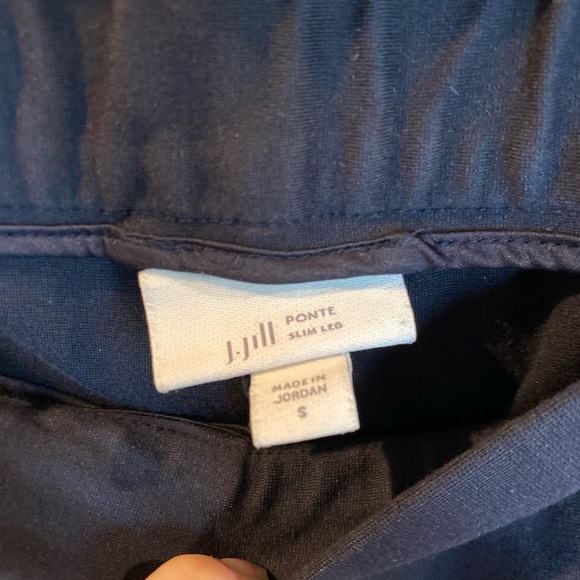 J.Jill
PONTE
SLIM LEG
MADE IN
JORDAN
S